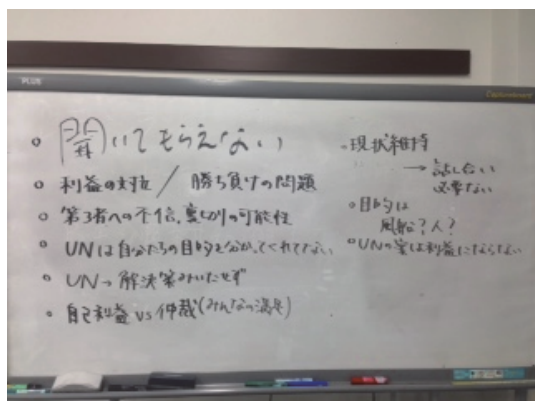 PLUS
Captureboard
。開いてもらえない
。利益の対立 / 勝ち負けの問題
。第3者への不信、裏切りの可能性
。UNは自分たちの目的を分かってくれてない
。UN→解決策みいだせず
。自己利益 vs 仲裁(みんなの満足)
。現状維持
→ 話し合い
必要ない
。目的は
風船?人?
。UNの案は利益にならない